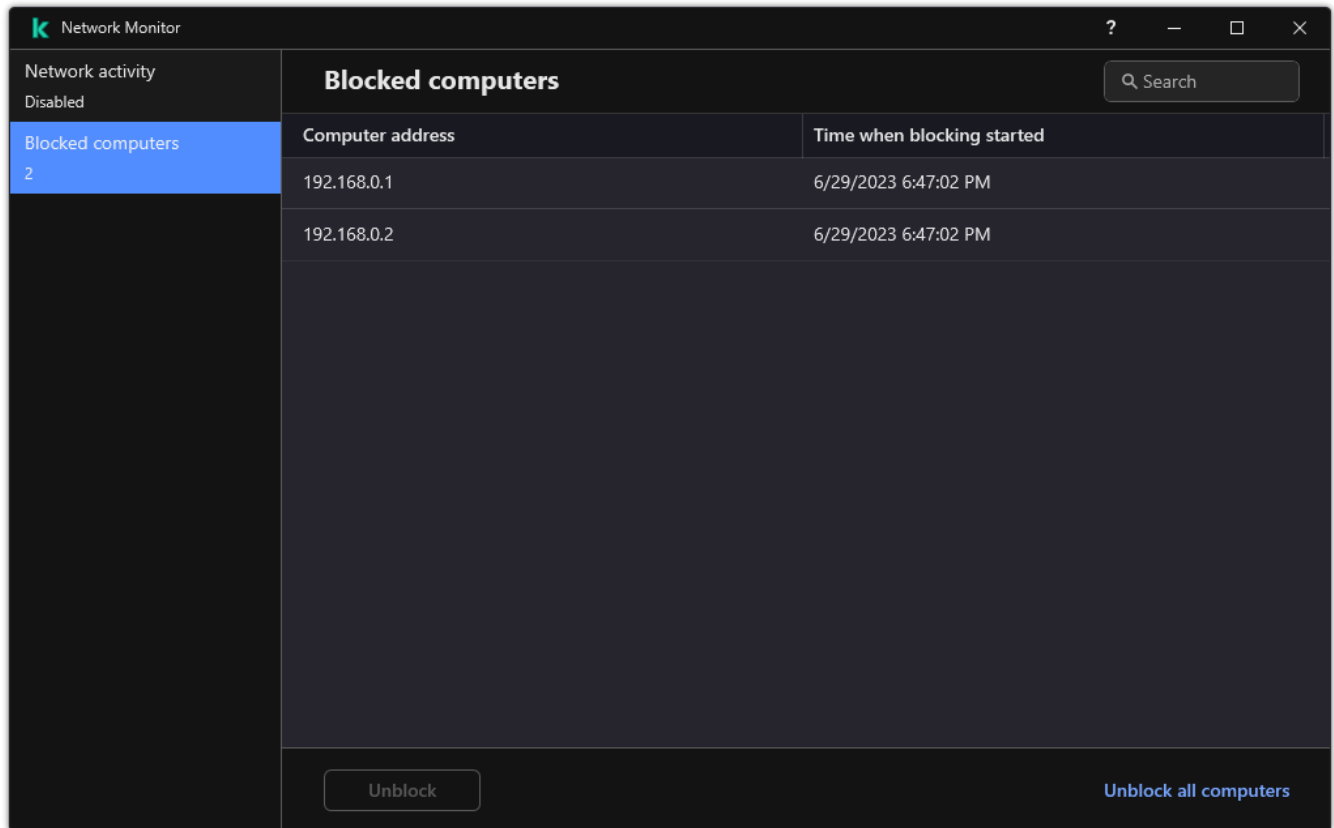 Network Monitor
?
Network activity
Disabled
Blocked computers
2
Blocked computers
Search
Computer address Time when blocking started
192.168.0.1 6/29/2023 6:47:02 PM
192.168.0.2 6/29/2023 6:47:02 PM
Unblock
Unblock all computers